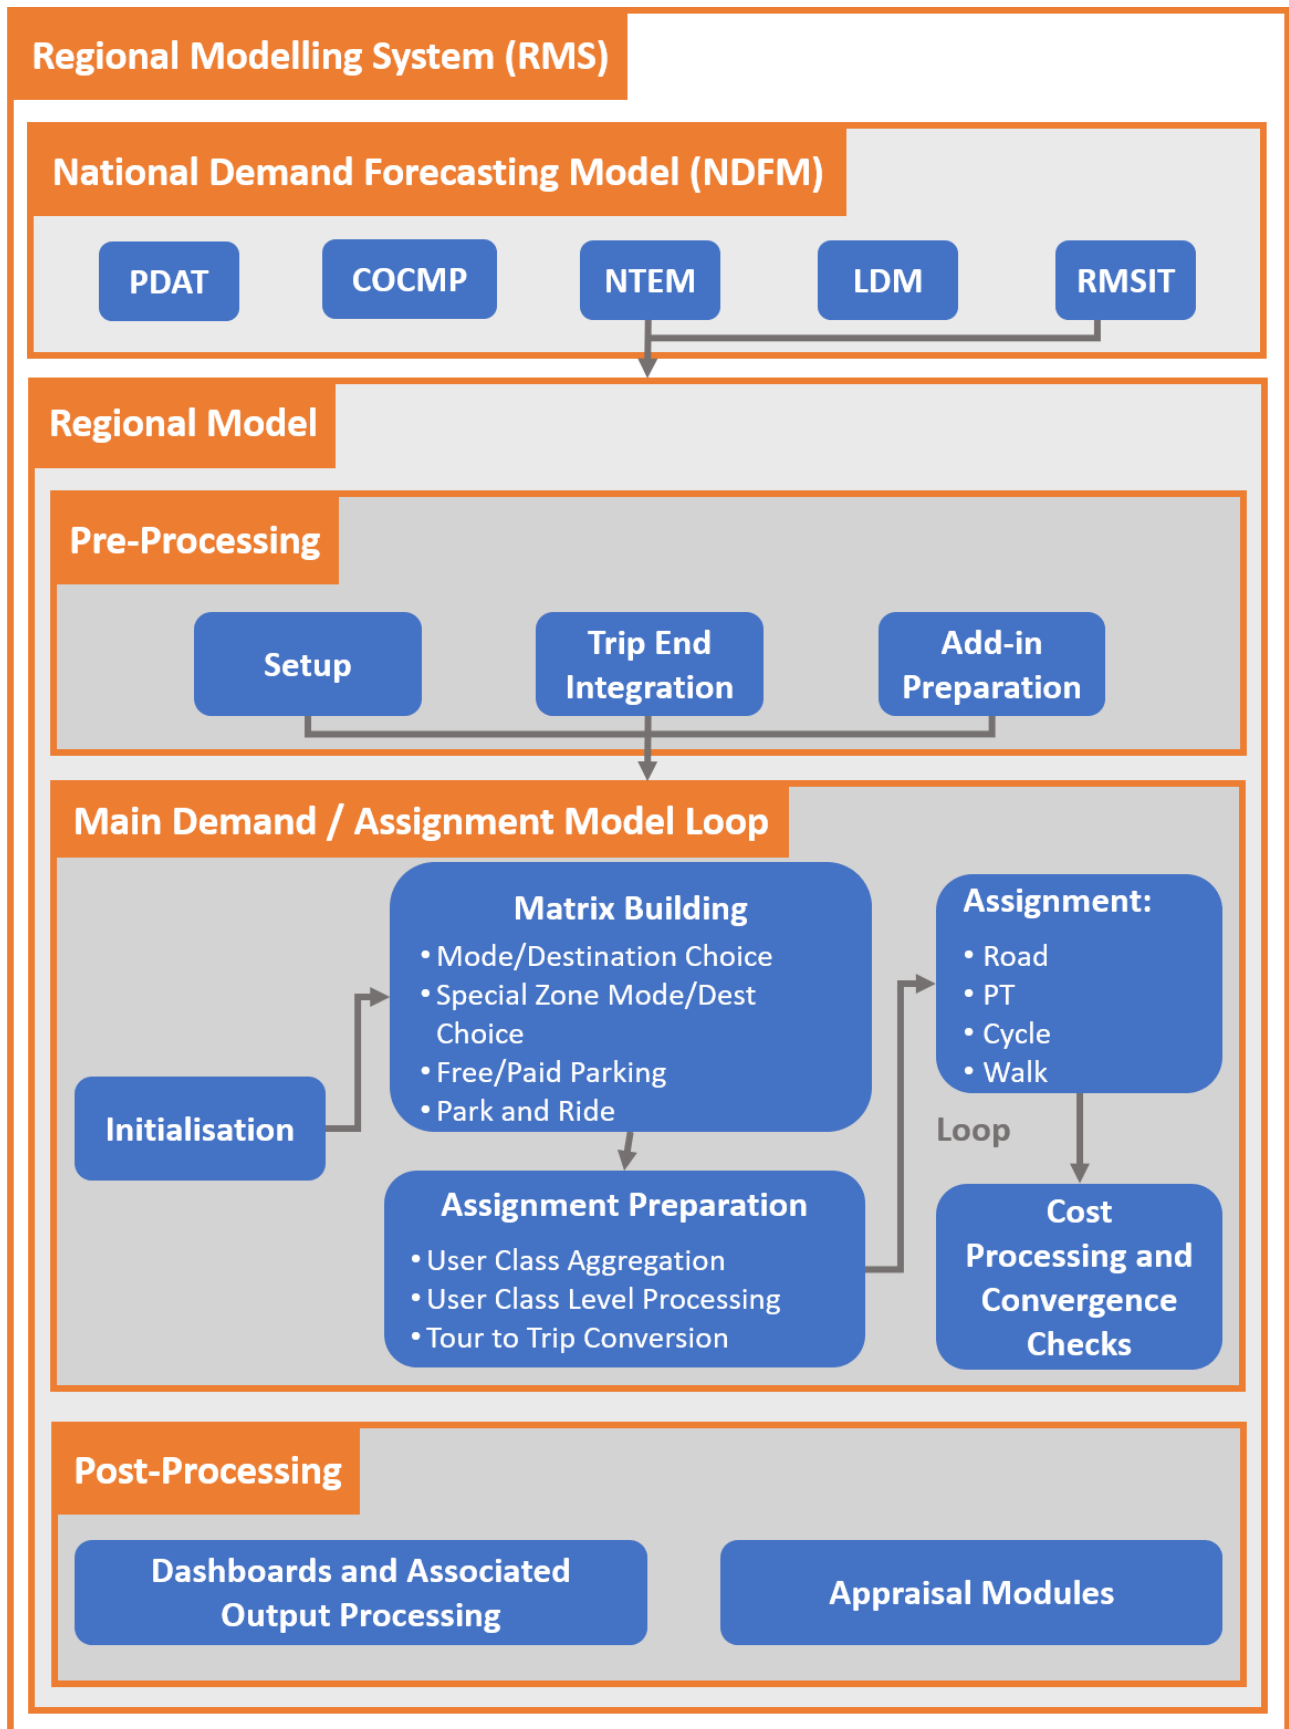 Regional Modelling System (RMS)
National Demand Forecasting Model (NDFM)
PDAT
COCMP
NTEM
LDM
RMSIT
Regional Model
Pre-Processing
Setup
Trip End
Integration
Add-in
Preparation
Main Demand / Assignment Model Loop
Initialisation
Matrix Building
• Mode/Destination Choice
• Special Zone Mode/Dest
Choice
• Free/Paid Parking
• Park and Ride
Assignment Preparation
• User Class Aggregation
• User Class Level Processing
• Tour to Trip Conversion
Assignment:
• Road
• PT
• Cycle
• Walk
Loop
Cost
Processing and
Convergence
Checks
Post-Processing
Dashboards and Associated
Output Processing
Appraisal Modules